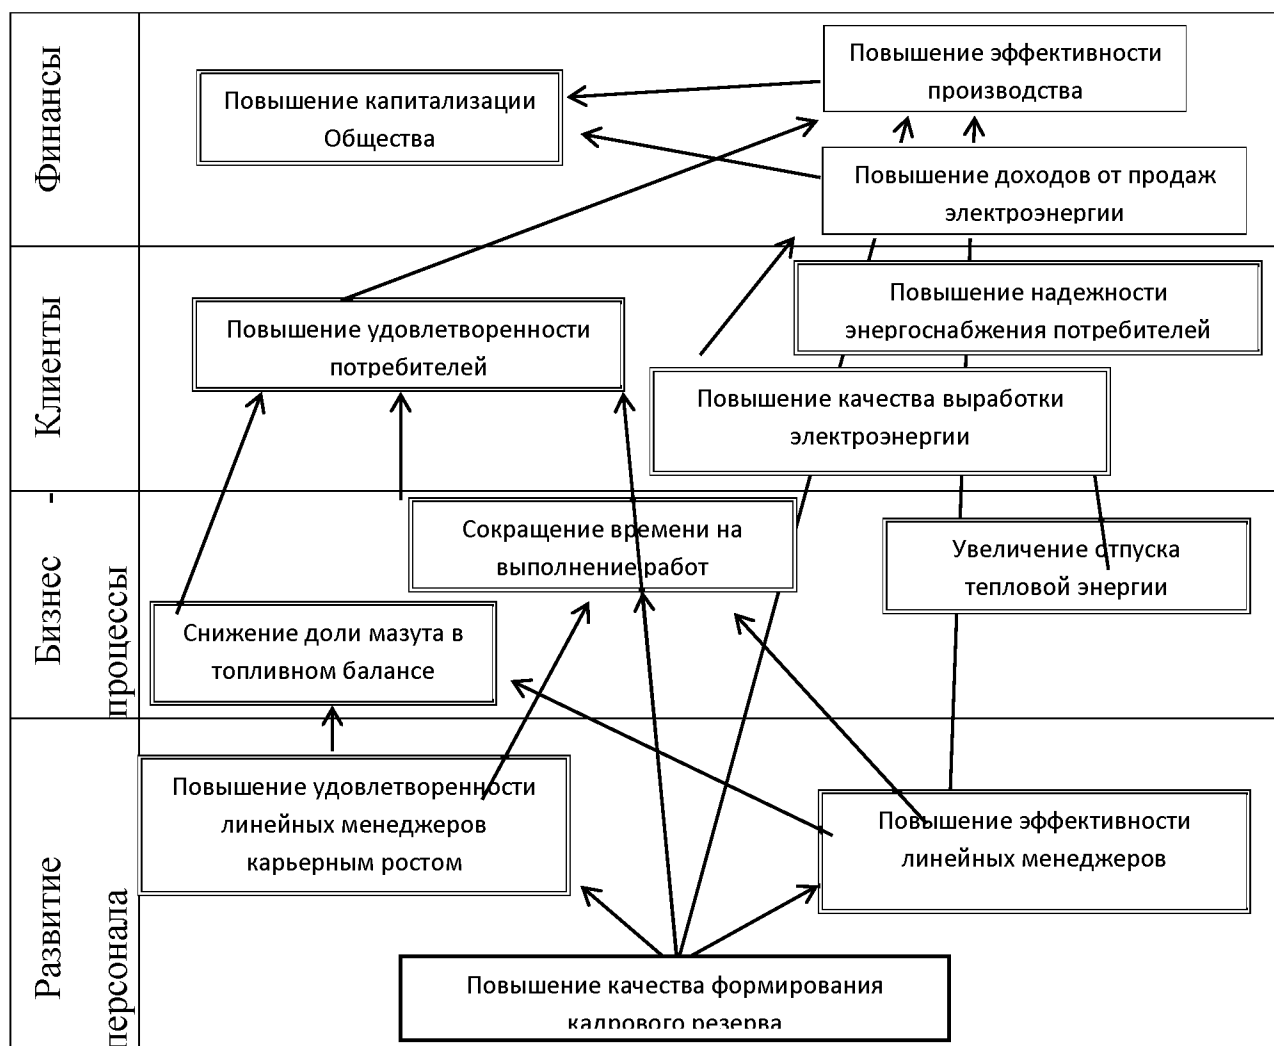 Финансы
Повышение капитализации
Общества
Повышение эффективности
производства
Повышение доходов от продаж
электроэнергии
Клиенты
Повышение удовлетворенности
потребителей
Повышение надежности
энергоснабжения потребителей
Повышение качества выработки
электроэнергии
Бизнес -
процессы
Сокращение времени на
выполнение работ
Увеличение отпуска
тепловой энергии
Снижение доли мазута в
топливном балансе
Развитие
персонала
Повышение удовлетворенности
линейных менеджеров
карьерным ростом
Повышение эффективности
линейных менеджеров
Повышение качества формирования
кадрового резерва